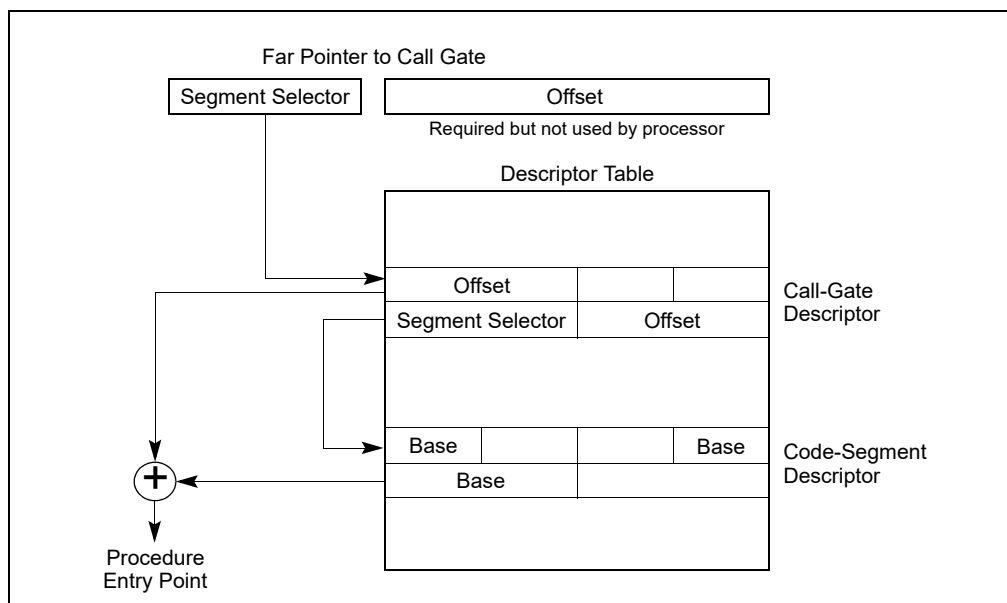 Far Pointer to Call Gate
Segment Selector
Offset
Required but not used by processor
Descriptor Table
Offset
Segment Selector
Offset
Call-Gate
Descriptor
Base
Base
Base
Code-Segment
Descriptor
+
Procedure
Entry Point